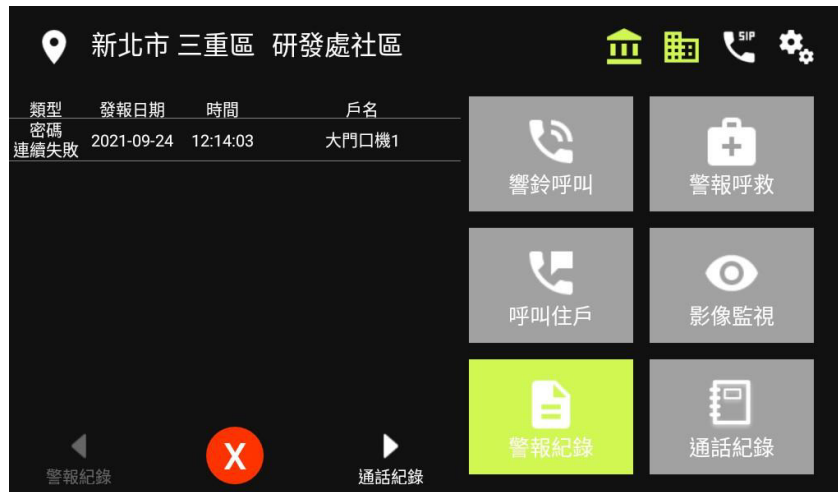 新北市 三重區 研發處社區
SIP
類型 發報日期 時間 戶名
密碼
連續失敗 2021-09-24 12:14:03 大門口機1
響鈴呼叫 警報呼救
呼叫住戶 影像監視
警報紀錄 通話紀錄
X
警報紀錄 通話紀錄